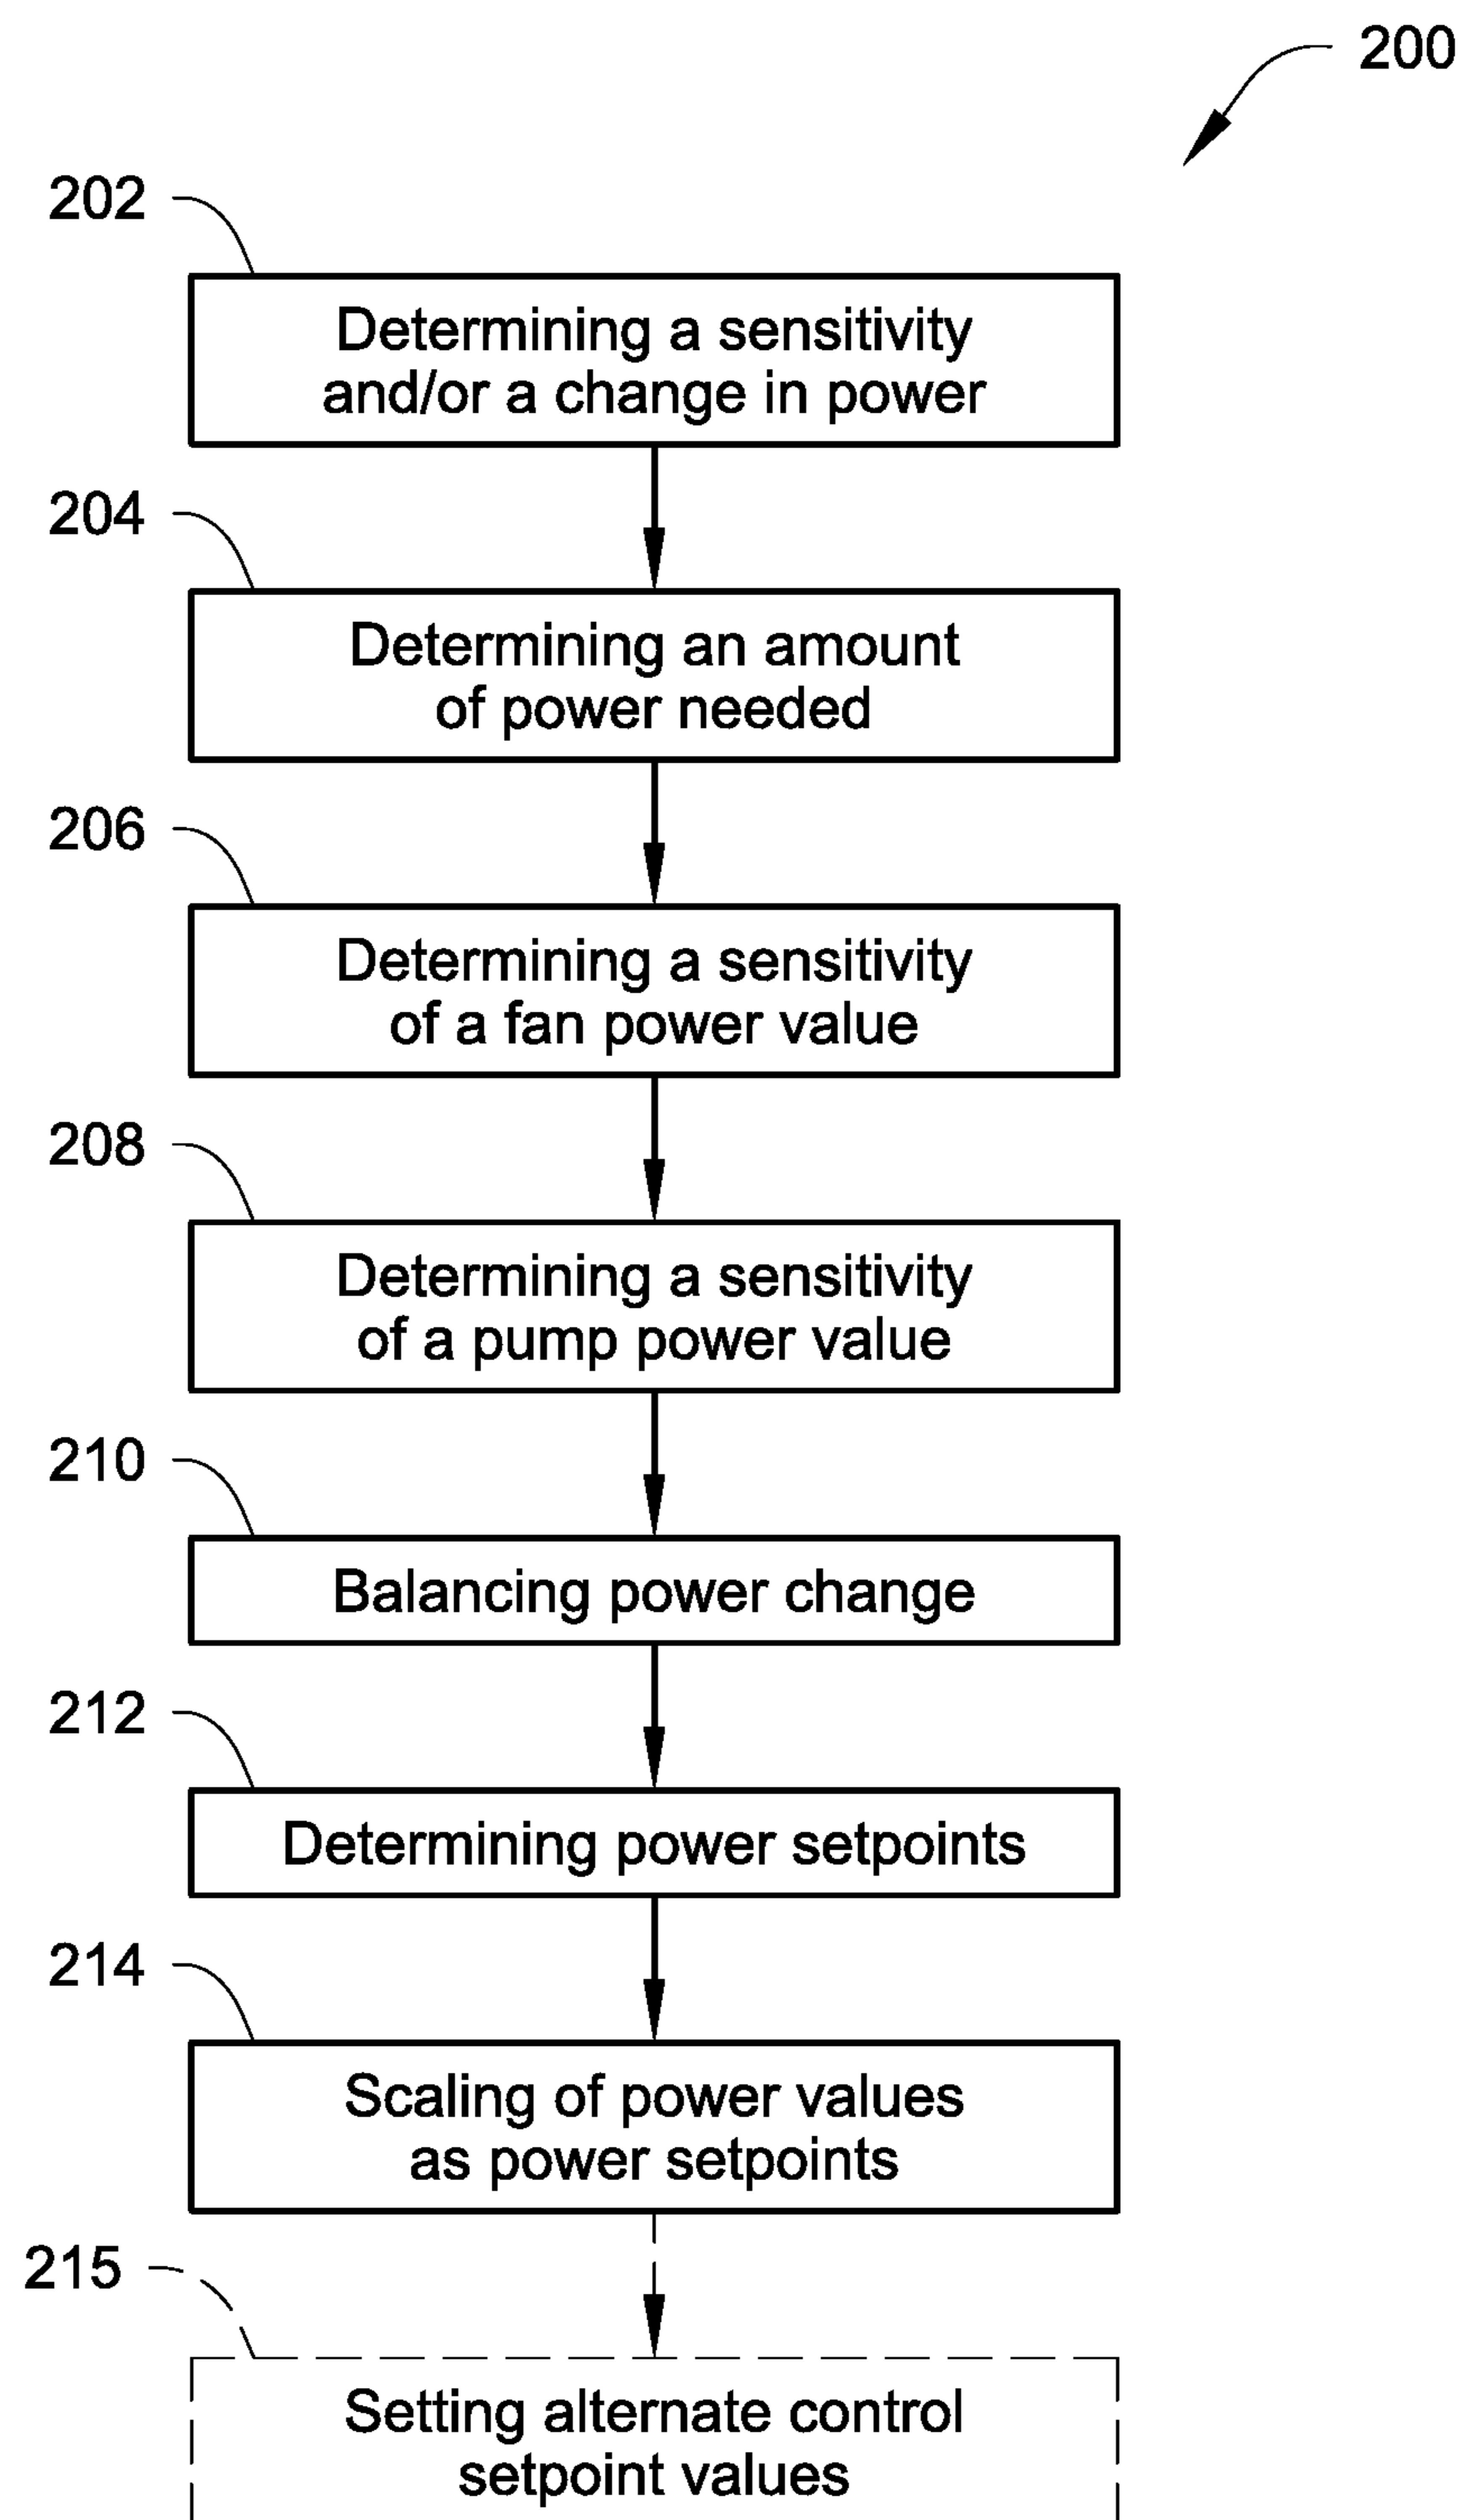 200
202
Determining a sensitivity
and/or a change in power
204
Determining an amount
of power needed
206
Determining a sensitivity
of a fan power value
208
Determining a sensitivity
of a pump power value
210
Balancing power change
212
Determining power setpoints
214
Scaling of power values
as power setpoints
215
Setting alternate control
setpoint values